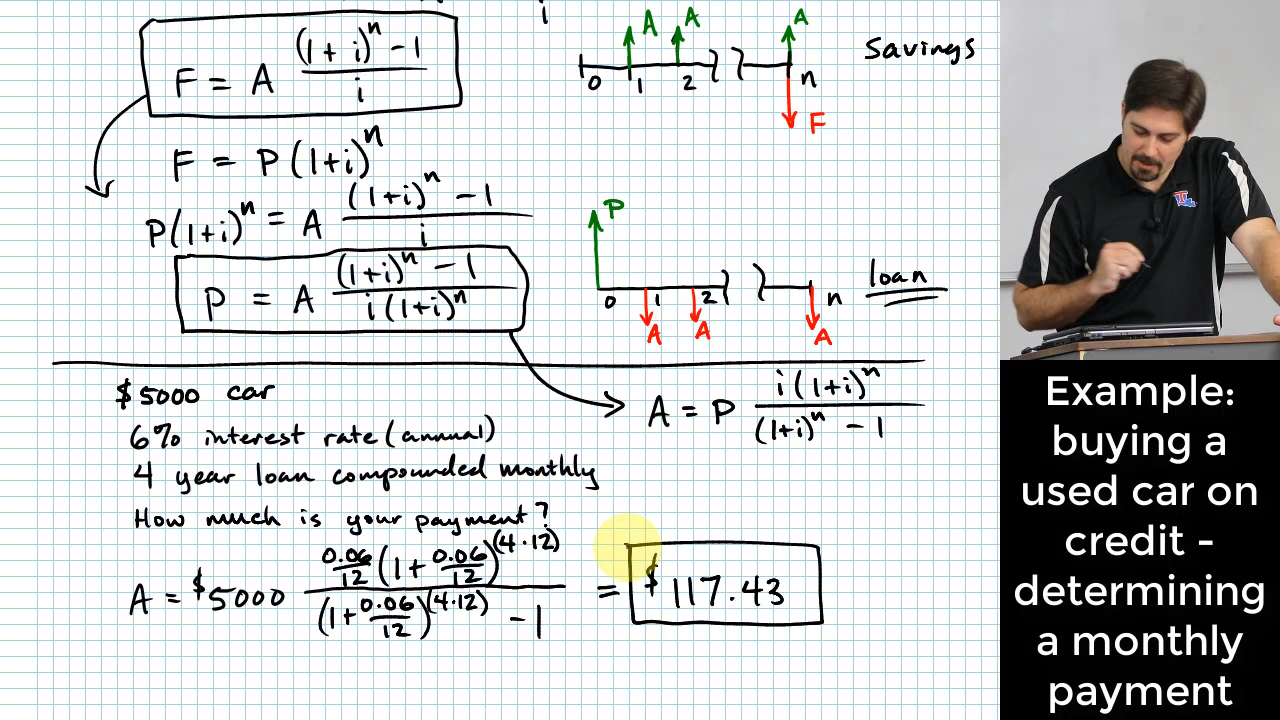 i
F = A ((1 + i)^n - 1) / i
A A A
0 1 2 n
F
Savings
F = P(1+i)^n
P(1+i)^n = A ((1+i)^n - 1) / i
P = A ((1+i)^n - 1) / (i(1+i)^n)
P
0 1 2 n
A A A
loan
$5000 car
A = P (i(1+i)^n) / ((1+i)^n - 1)
6% interest rate (annual)
4 year loan compounded monthly
How much is your payment?
A = $5000 (0.06/12 (1 + 0.06/12)^(4·12)) / ((1 + 0.06/12)^(4·12) - 1) = $117.43
Example:
buying a
used car on
credit -
determining
a monthly
payment